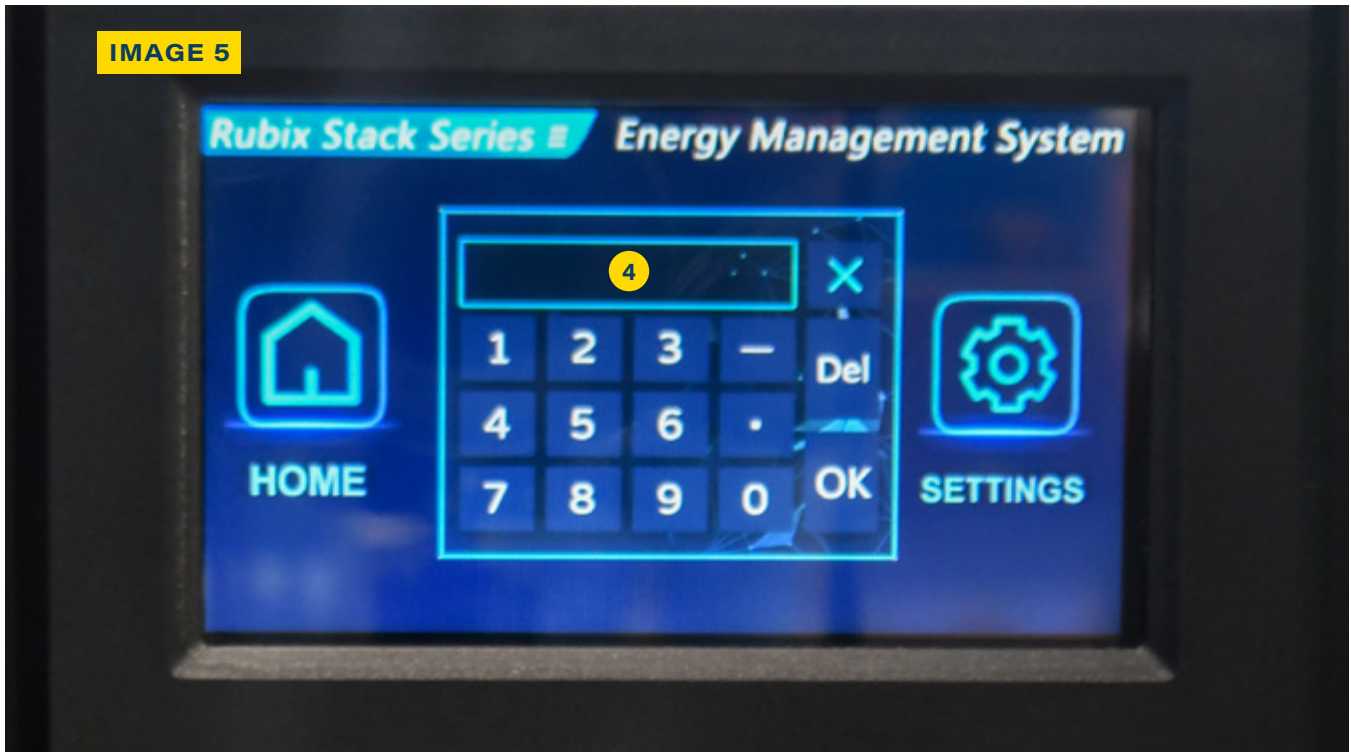 IMAGE 5
Rubix Stack Series ≡ Energy Management System
4
1 2 3 — Del
4 5 6 .
7 8 9 0 OK
HOME
SETTINGS